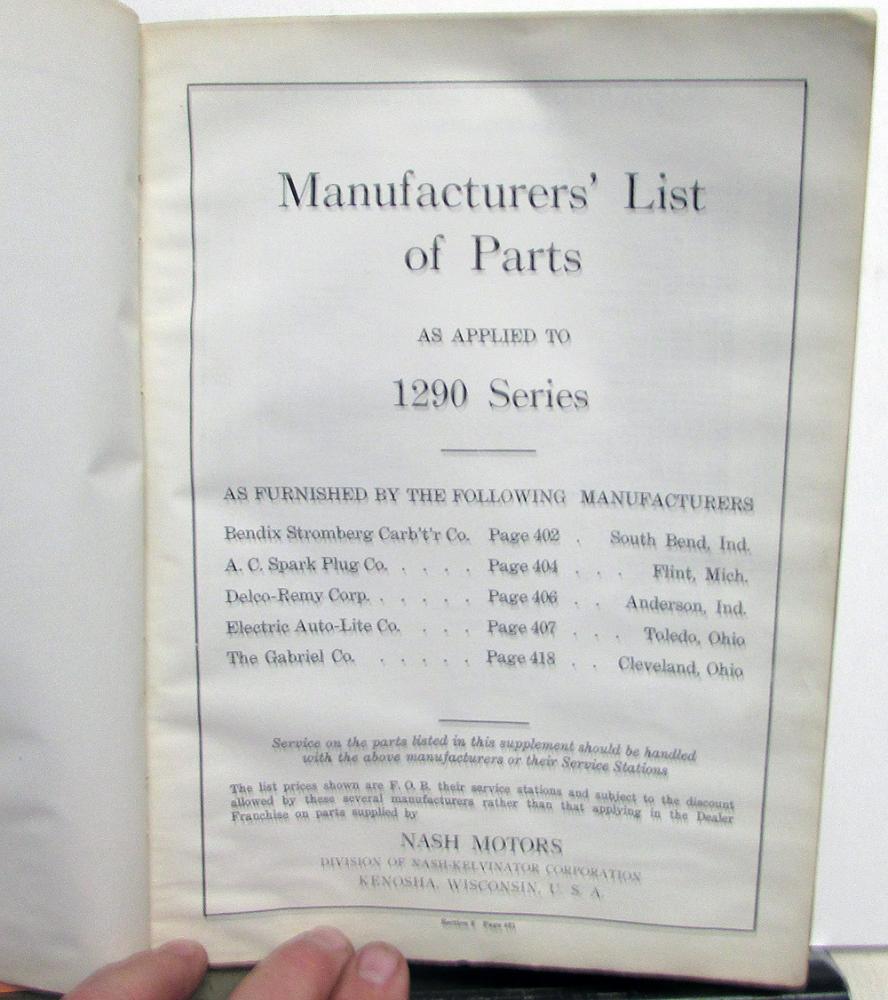 Manufacturers' List
of Parts
AS APPLIED TO
1290 Series
AS FURNISHED BY THE FOLLOWING MANUFACTURERS
Bendix Stromberg Carb't'r Co. Page 402 . South Bend, Ind.
A. C. Spark Plug Co. . . . . Page 404 . . . Flint, Mich.
Delco-Remy Corp. . . . . . Page 406 . . Anderson, Ind.
Electric Auto-Lite Co. . . . Page 407 . . . Toledo, Ohio
The Gabriel Co. . . . . . Page 418 . . Cleveland, Ohio
Service on the parts listed in this supplement should be handled
with the above manufacturers or their Service Stations
The list prices shown are F. O. B. their service stations and subject to the discount
allowed by these several manufacturers rather than that applying in the Dealer
Franchise on parts supplied by
NASH MOTORS
DIVISION OF NASH-KELVINATOR CORPORATION
KENOSHA, WISCONSIN, U. S. A.
Section Page